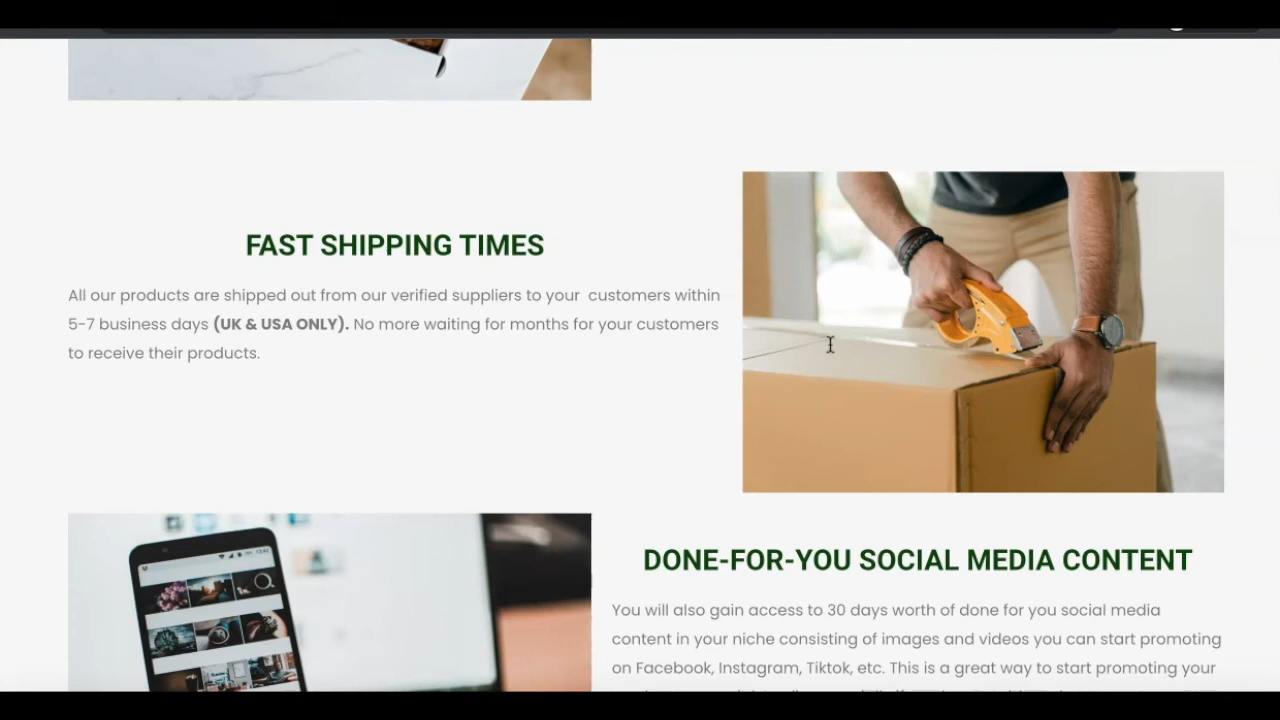 FAST SHIPPING TIMES
All our products are shipped out from our verified suppliers to your  customers within
5-7 business days (UK & USA ONLY). No more waiting for months for your customers
to receive their products.
DONE-FOR-YOU SOCIAL MEDIA CONTENT
You will also gain access to 30 days worth of done for you social media
content in your niche consisting of images and videos you can start promoting
on Facebook, Instagram, Tiktok, etc. This is a great way to start promoting your